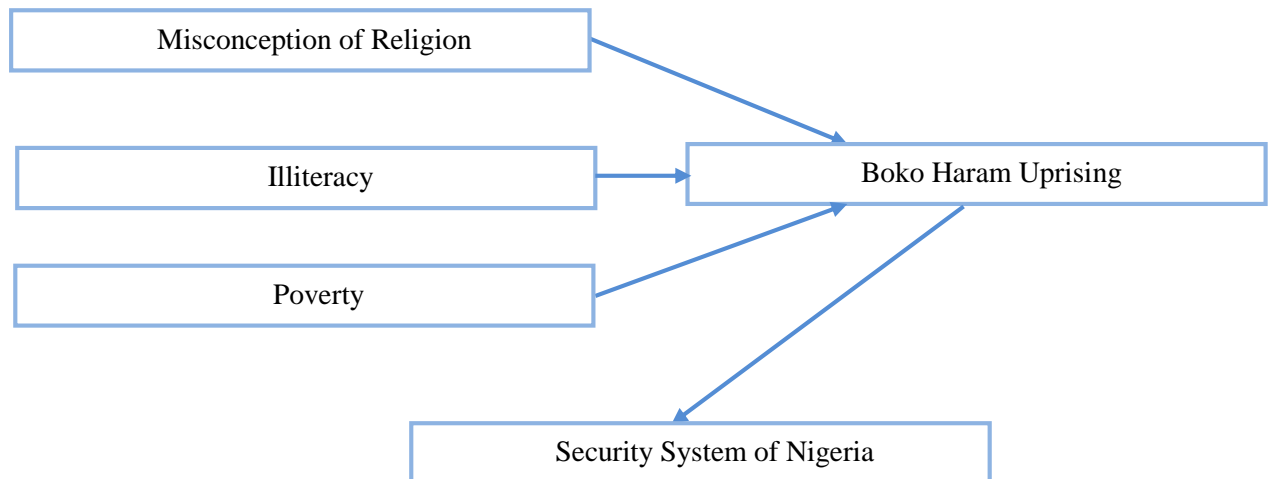 Misconception of Religion
Illiteracy
Boko Haram Uprising
Poverty
Security System of Nigeria